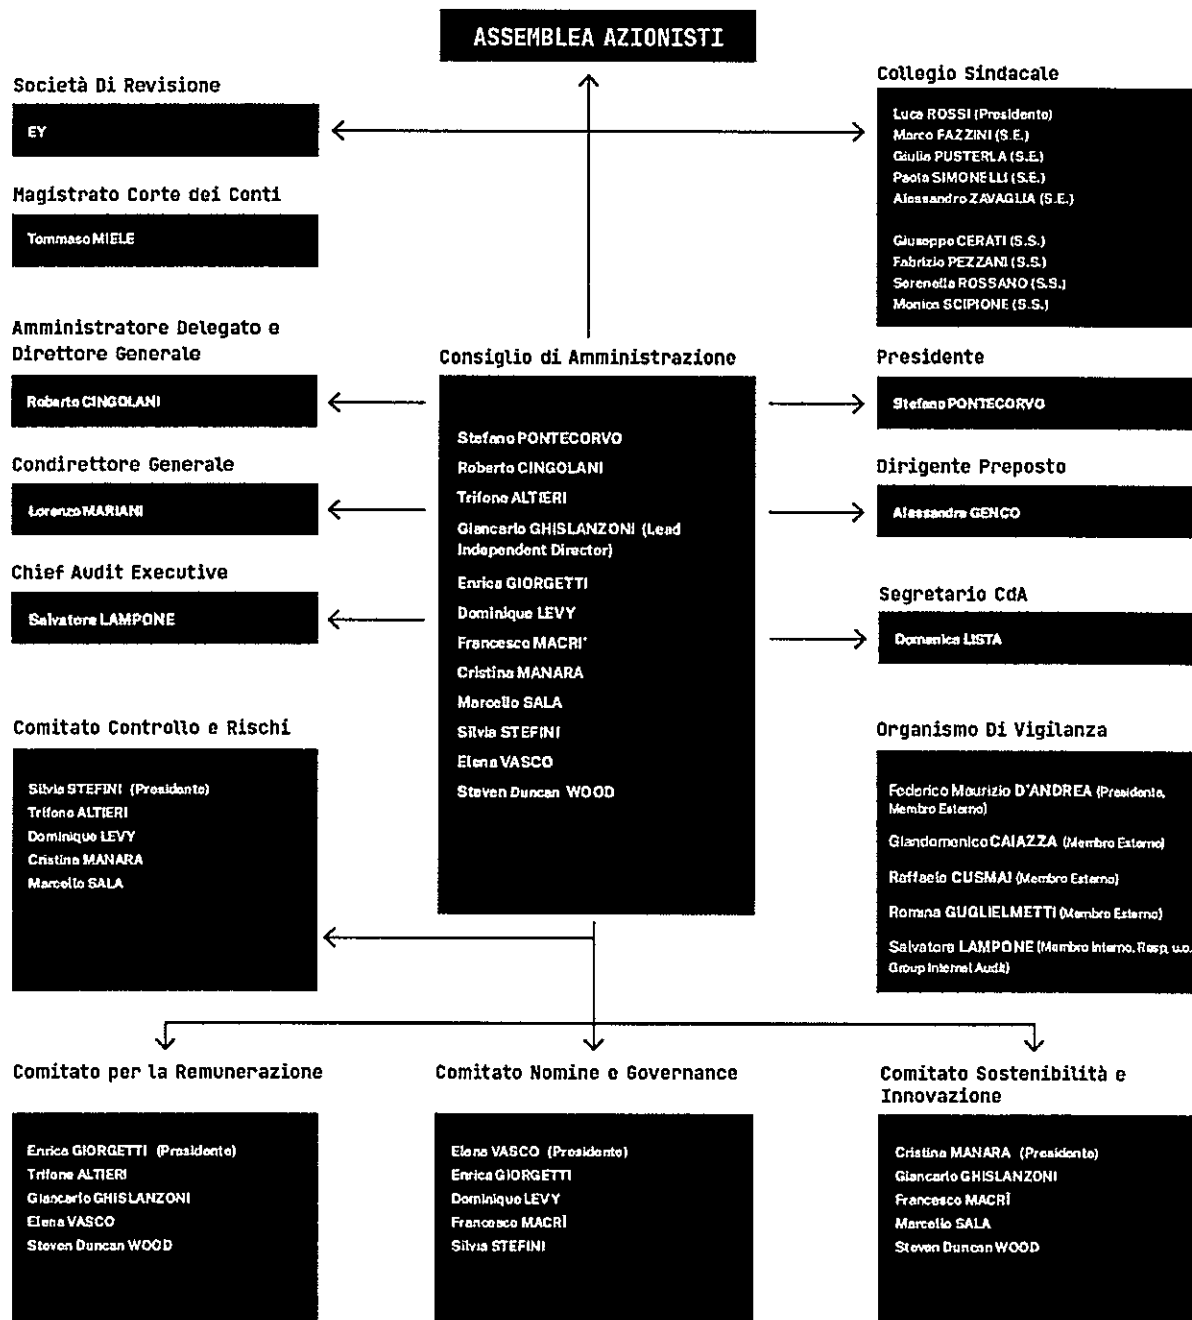 ASSEMBLEA AZIONISTI
Società Di Revisione
EY
Magistrato Corte dei Conti
Tommaso MIELE
Collegio Sindacale
Luca ROSSI (Presidente)
Marco FAZZINI (S.E.)
Giulia PUSTERLA (S.E.)
Paola SIMONELLI (S.E.)
Alessandro ZAVAGLIA (S.E.)
Giuseppe CERATI (S.S.)
Fabrizio PEZZANI (S.S.)
Serenella ROSSANO (S.S.)
Monica SCIPIONE (S.S.)
Amministratore Delegato e
Direttore Generale
Roberto CINGOLANI
Condirettore Generale
Lorenzo MARIANI
Chief Audit Executive
Salvatore LAMPONE
Consiglio di Amministrazione
Stefano PONTECORVO
Roberto CINGOLANI
Trifone ALTIERI
Giancarlo GHISLANZONI (Lead
Independent Director)
Enrica GIORGETTI
Dominique LEVY
Francesco MACRI'
Cristina MANARA
Marcello SALA
Silvia STEFINI
Elena VASCO
Steven Duncan WOOD
Presidente
Stefano PONTECORVO
Dirigente Preposto
Alessandra GENCO
Segretario CdA
Domenica LISTA
Comitato Controllo e Rischi
Silvia STEFINI (Presidente)
Trifone ALTIERI
Dominique LEVY
Cristina MANARA
Marcello SALA
Organismo Di Vigilanza
Federico Maurizio D'ANDREA (Presidente,
Membro Esterno)
Giandomenico CAIAZZA (Membro Esterno)
Raffaele CUSMAI (Membro Esterno)
Romina GUGLIELMETTI (Membro Esterno)
Salvatore LAMPONE (Membro Interno, Resp. u.o.
Group Internal Audit)
Comitato per la Remunerazione
Enrica GIORGETTI (Presidente)
Trifone ALTIERI
Giancarlo GHISLANZONI
Elena VASCO
Steven Duncan WOOD
Comitato Nomine e Governance
Elena VASCO (Presidente)
Enrica GIORGETTI
Dominique LEVY
Francesco MACRÌ
Silvia STEFINI
Comitato Sostenibilità e
Innovazione
Cristina MANARA (Presidente)
Giancarlo GHISLANZONI
Francesco MACRÌ
Marcello SALA
Steven Duncan WOOD